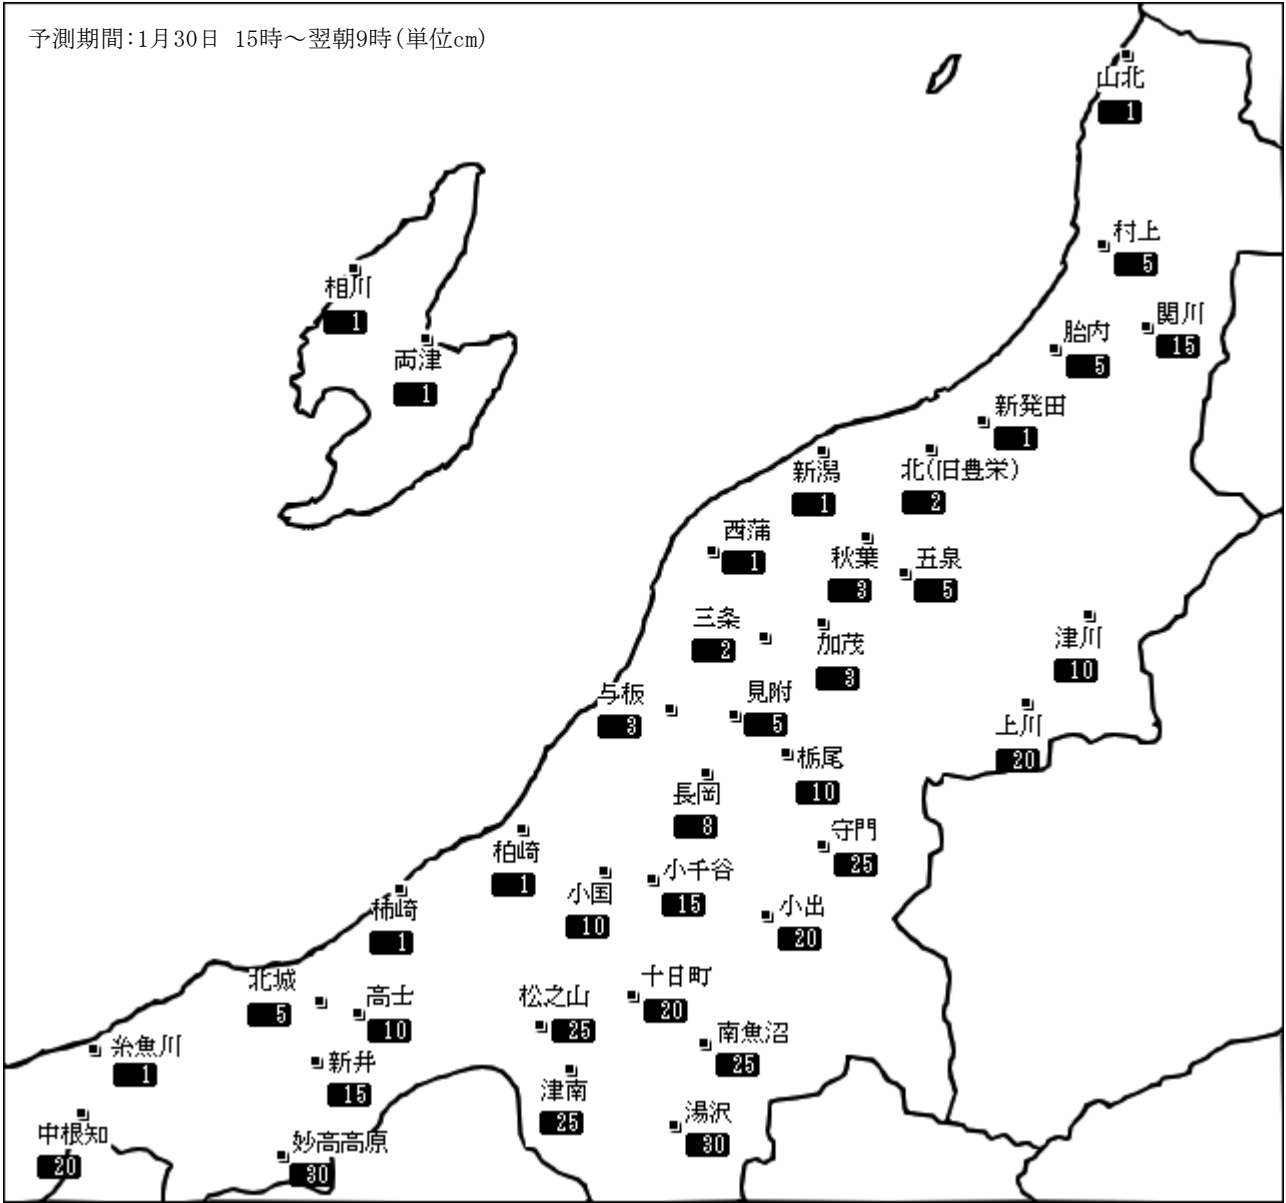 予測期間:1月30日 15時～翌朝9時(単位cm)
山北
1
村上
5
関川
15
胎内
5
相川
1
両津
1
新発田
1
新潟
1
北(旧豊栄)
2
西蒲
1
秋葉
3
五泉
5
三条
2
加茂
3
津川
10
与板
3
見附
5
上川
20
栃尾
10
長岡
8
守門
25
柏崎
1
小国
10
小千谷
15
小出
20
柿崎
1
北城
5
高士
10
松之山
25
十日町
20
南魚沼
25
糸魚川
1
新井
15
津南
25
湯沢
30
中根知
20
妙高高原
30